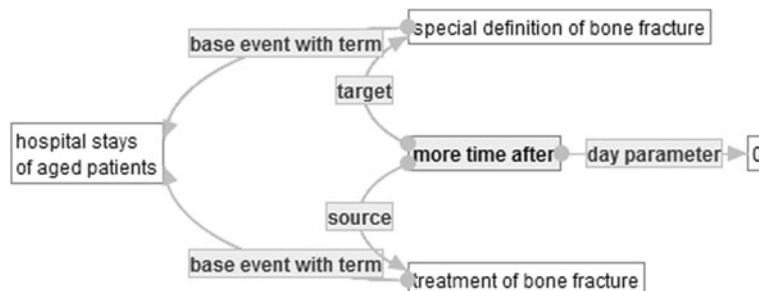 base event with term
special definition of bone fracture
target
hospital stays
of aged patients
more time after
day parameter
0
source
base event with term
treatment of bone fracture